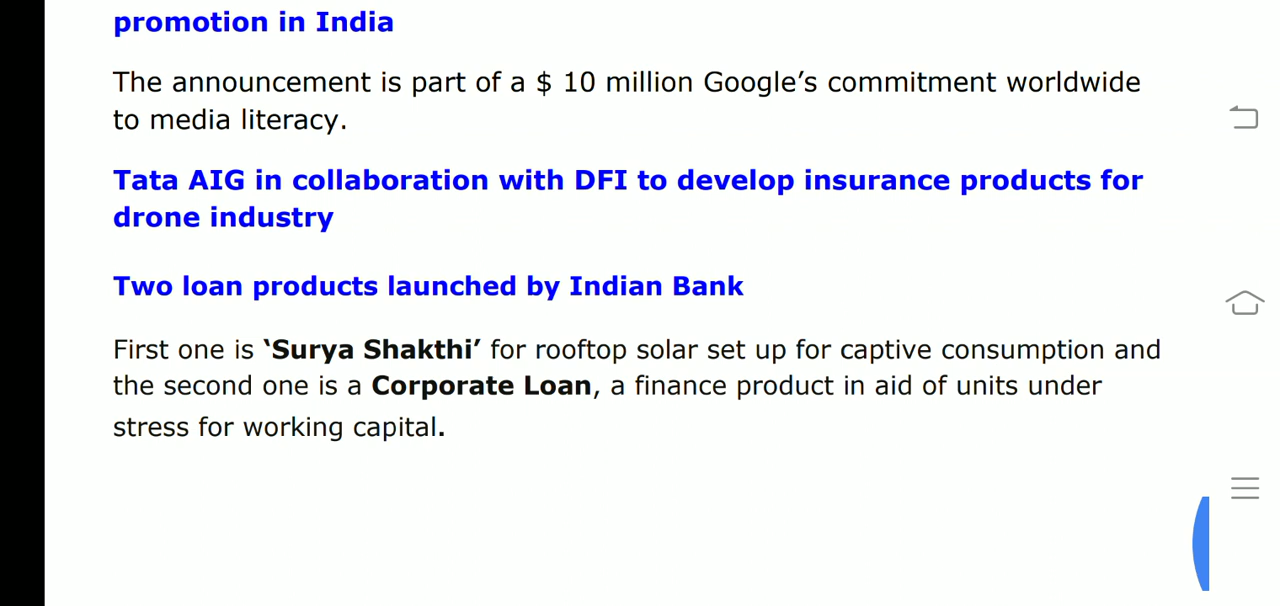 promotion in India
The announcement is part of a $ 10 million Google’s commitment worldwide
to media literacy.
Tata AIG in collaboration with DFI to develop insurance products for
drone industry
Two loan products launched by Indian Bank
First one is ‘Surya Shakthi’ for rooftop solar set up for captive consumption and
the second one is a Corporate Loan, a finance product in aid of units under
stress for working capital.